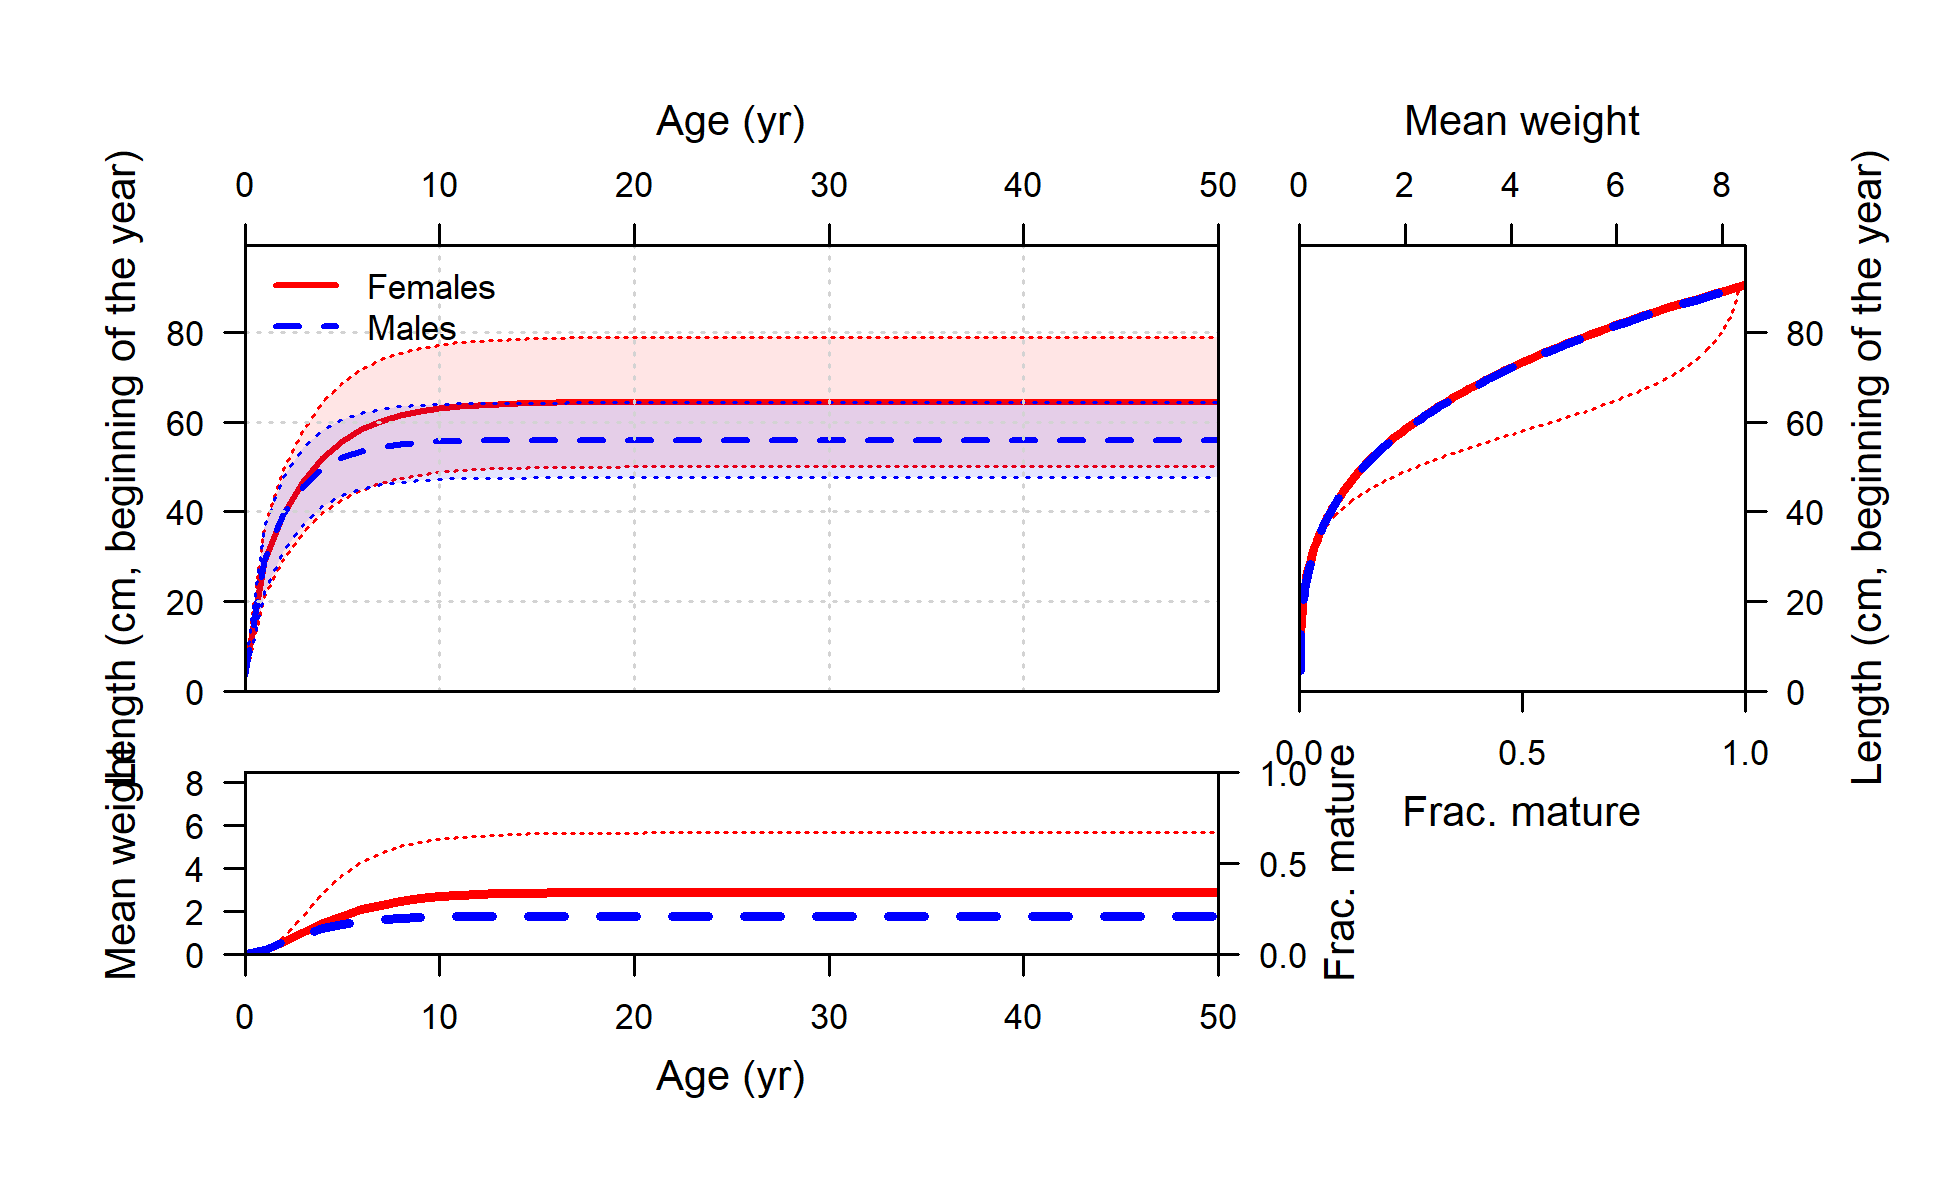 Age (yr)
Mean weight
0 10 20 30 40 50
0 2 4 6 8
Length (cm, beginning of the year)
0 20 40 60 80
Females
Males
0 20 40 60 80
Length (cm, beginning of the year)
0.0 0.5 1.0
Frac. mature
Mean weight
0 2 4 6 8
0.0 0.5 1.0
Frac. mature
0 10 20 30 40 50
Age (yr)